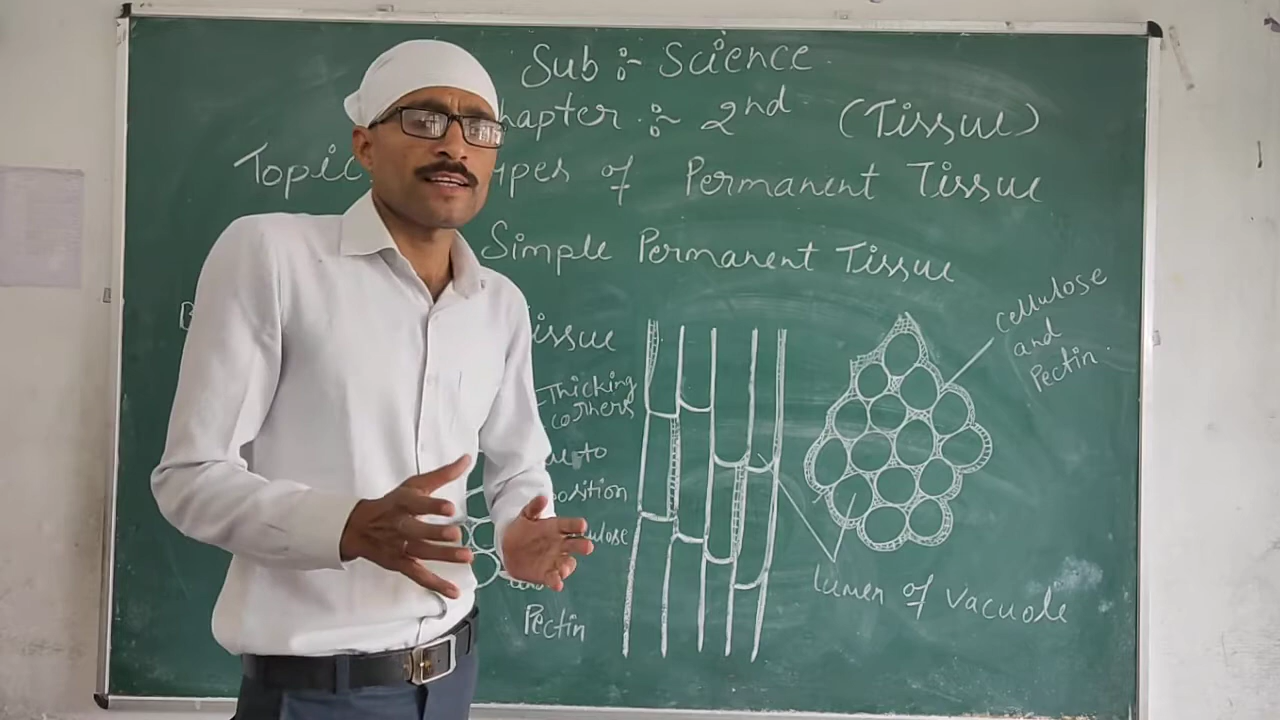 Sub :- Science
hapter :- 2nd (Tissue)
Topic ypes of Permanent Tissue
Simple Permanent Tissue
issue
Thicking
corners
to
osition
ulose
Pectin
cellulose
and
Pectin.
Lumen of vacuole